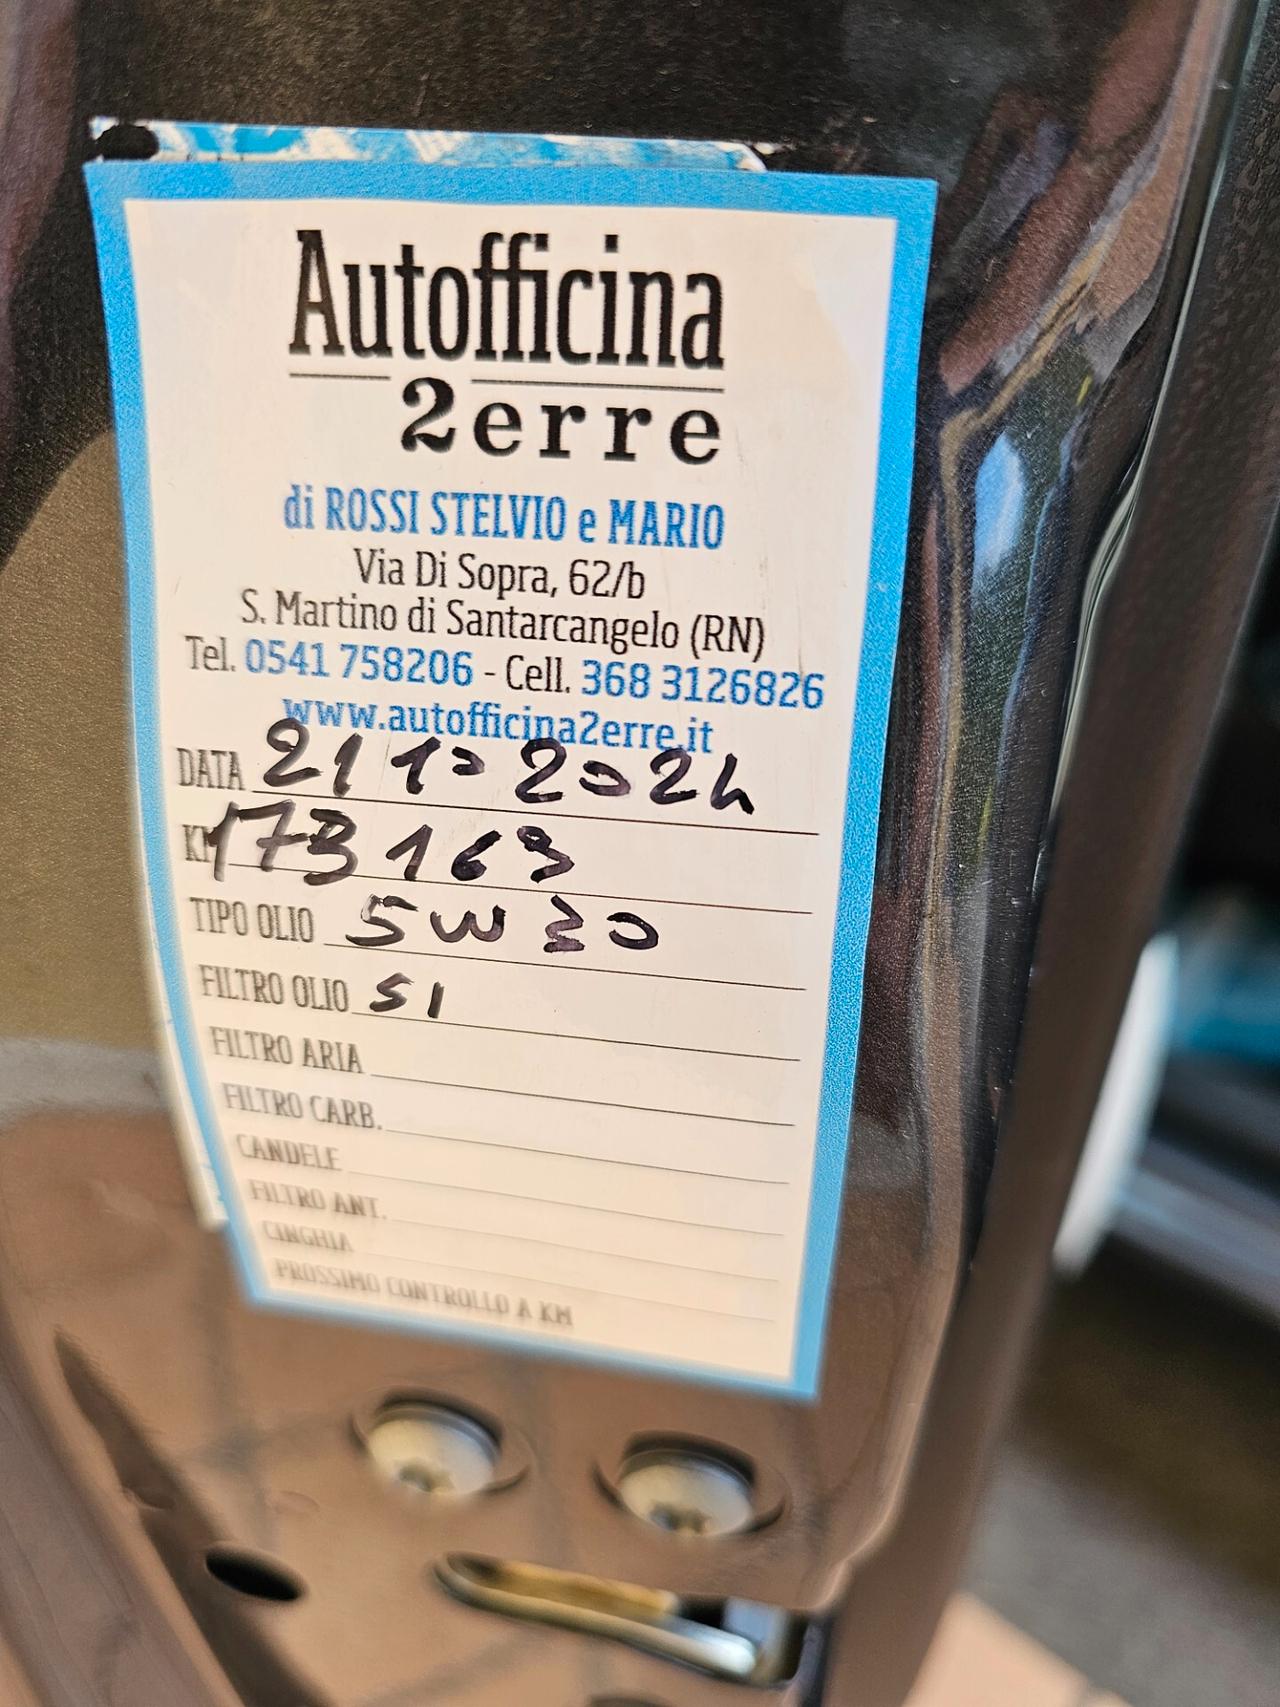 Autofficina
2erre
di ROSSI STELVIO e MARIO
Via Di Sopra, 62/b
S. Martino di Santarcangelo (RN)
Tel. 0541 758206 - Cell. 368 3126826
www.autofficina2erre.it
DATA 21 10 2024
KM 173 163
TIPO OLIO 5W30
FILTRO OLIO SI
FILTRO ARIA
FILTRO CARB.
CANDELE
FILTRO ANT.
CINGHIA
PROSSIMO CONTROLLO A KM